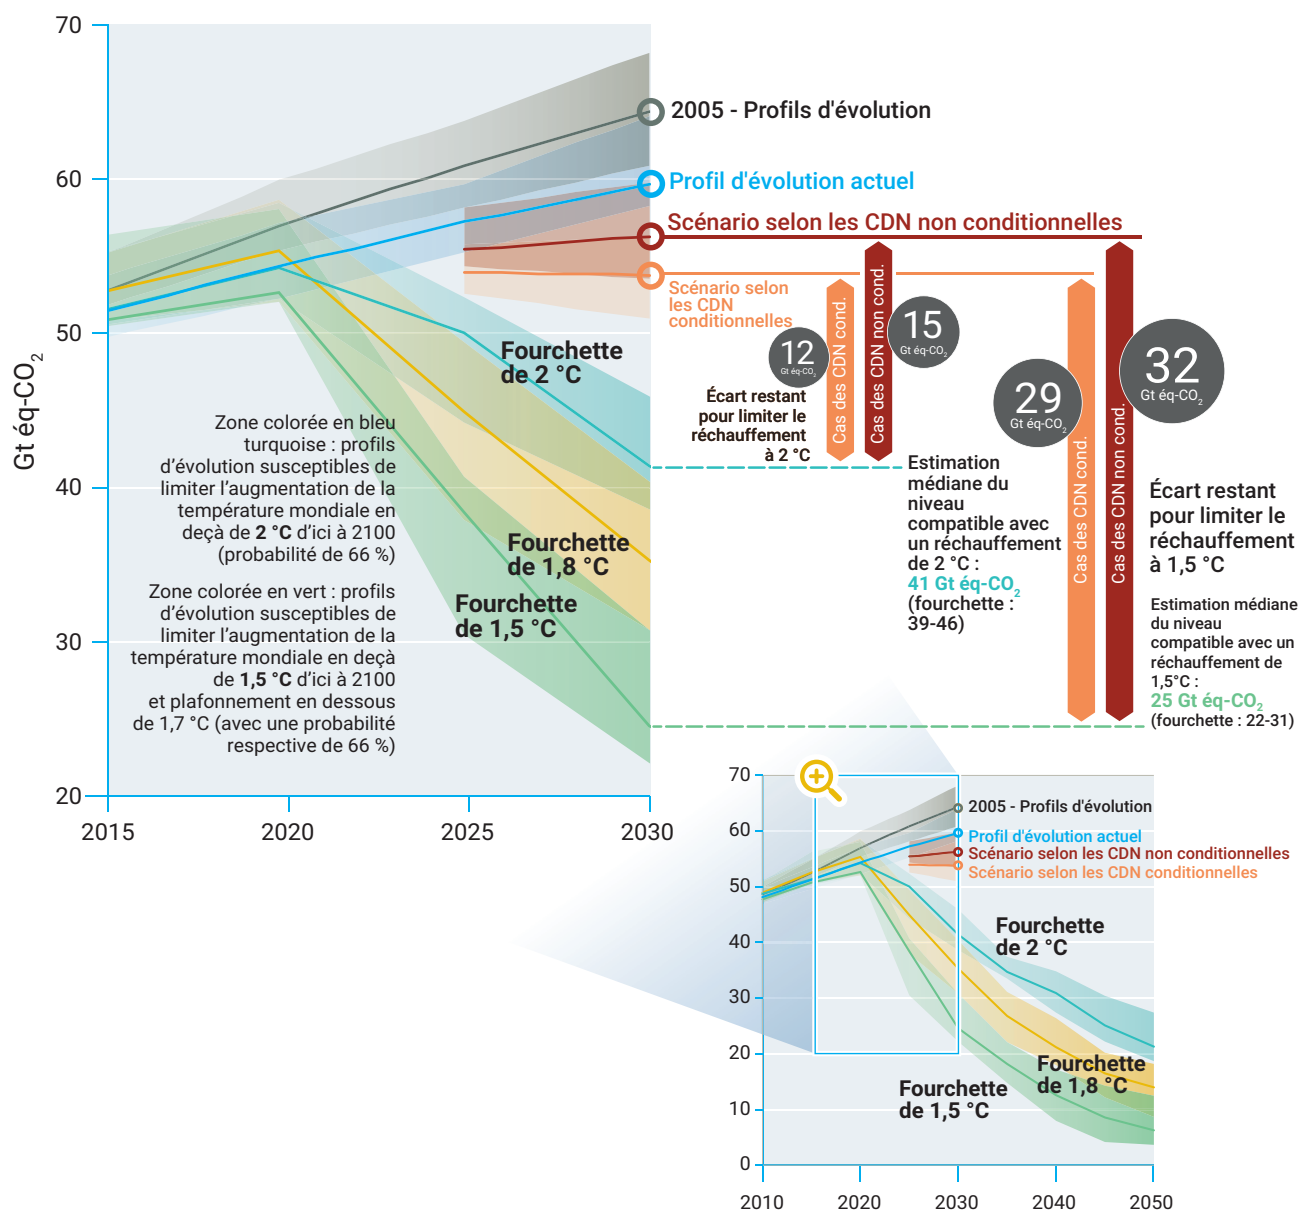 70
60
50
40
30
20
Gt éq-CO2
2015
2020
2025
2030
2005 - Profils d'évolution
Profil d'évolution actuel
Scénario selon les CDN non conditionnelles
Scénario selon
les CDN
conditionnelles
Fourchette
de 2 °C
Fourchette
de 1,8 °C
Fourchette
de 1,5 °C
Zone colorée en bleu
turquoise : profils
d'évolution susceptibles de
limiter l'augmentation de la
température mondiale en
deçà de 2 °C d'ici à 2100
(probabilité de 66 %)
Zone colorée en vert : profils
d'évolution susceptibles de
limiter l'augmentation de la
température mondiale en deçà
de 1,5 °C d'ici à 2100
et plafonnement en dessous
de 1,7 °C (avec une probabilité
respective de 66 %)
12
Gt éq-CO2
Cas des CDN cond.
Cas des CDN non cond.
15
Gt éq-CO2
Écart restant
pour limiter le
réchauffement
à 2 °C
Estimation
médiane du
niveau
compatible avec
un réchauffement
de 2 °C :
41 Gt éq-CO2
(fourchette :
39-46)
29
Gt éq-CO2
Cas des CDN cond.
Cas des CDN non cond.
32
Gt éq-CO2
Écart restant
pour limiter le
réchauffement
à 1,5 °C
Estimation médiane
du niveau
compatible avec un
réchauffement de
1,5°C :
25 Gt éq-CO2
(fourchette : 22-31)
70
60
50
40
30
20
10
0
2010
2020
2030
2040
2050
2005 - Profils d'évolution
Profil d'évolution actuel
Scénario selon les CDN non conditionnelles
Scénario selon les CDN conditionnelles
Fourchette
de 2 °C
Fourchette
de 1,8 °C
Fourchette
de 1,5 °C